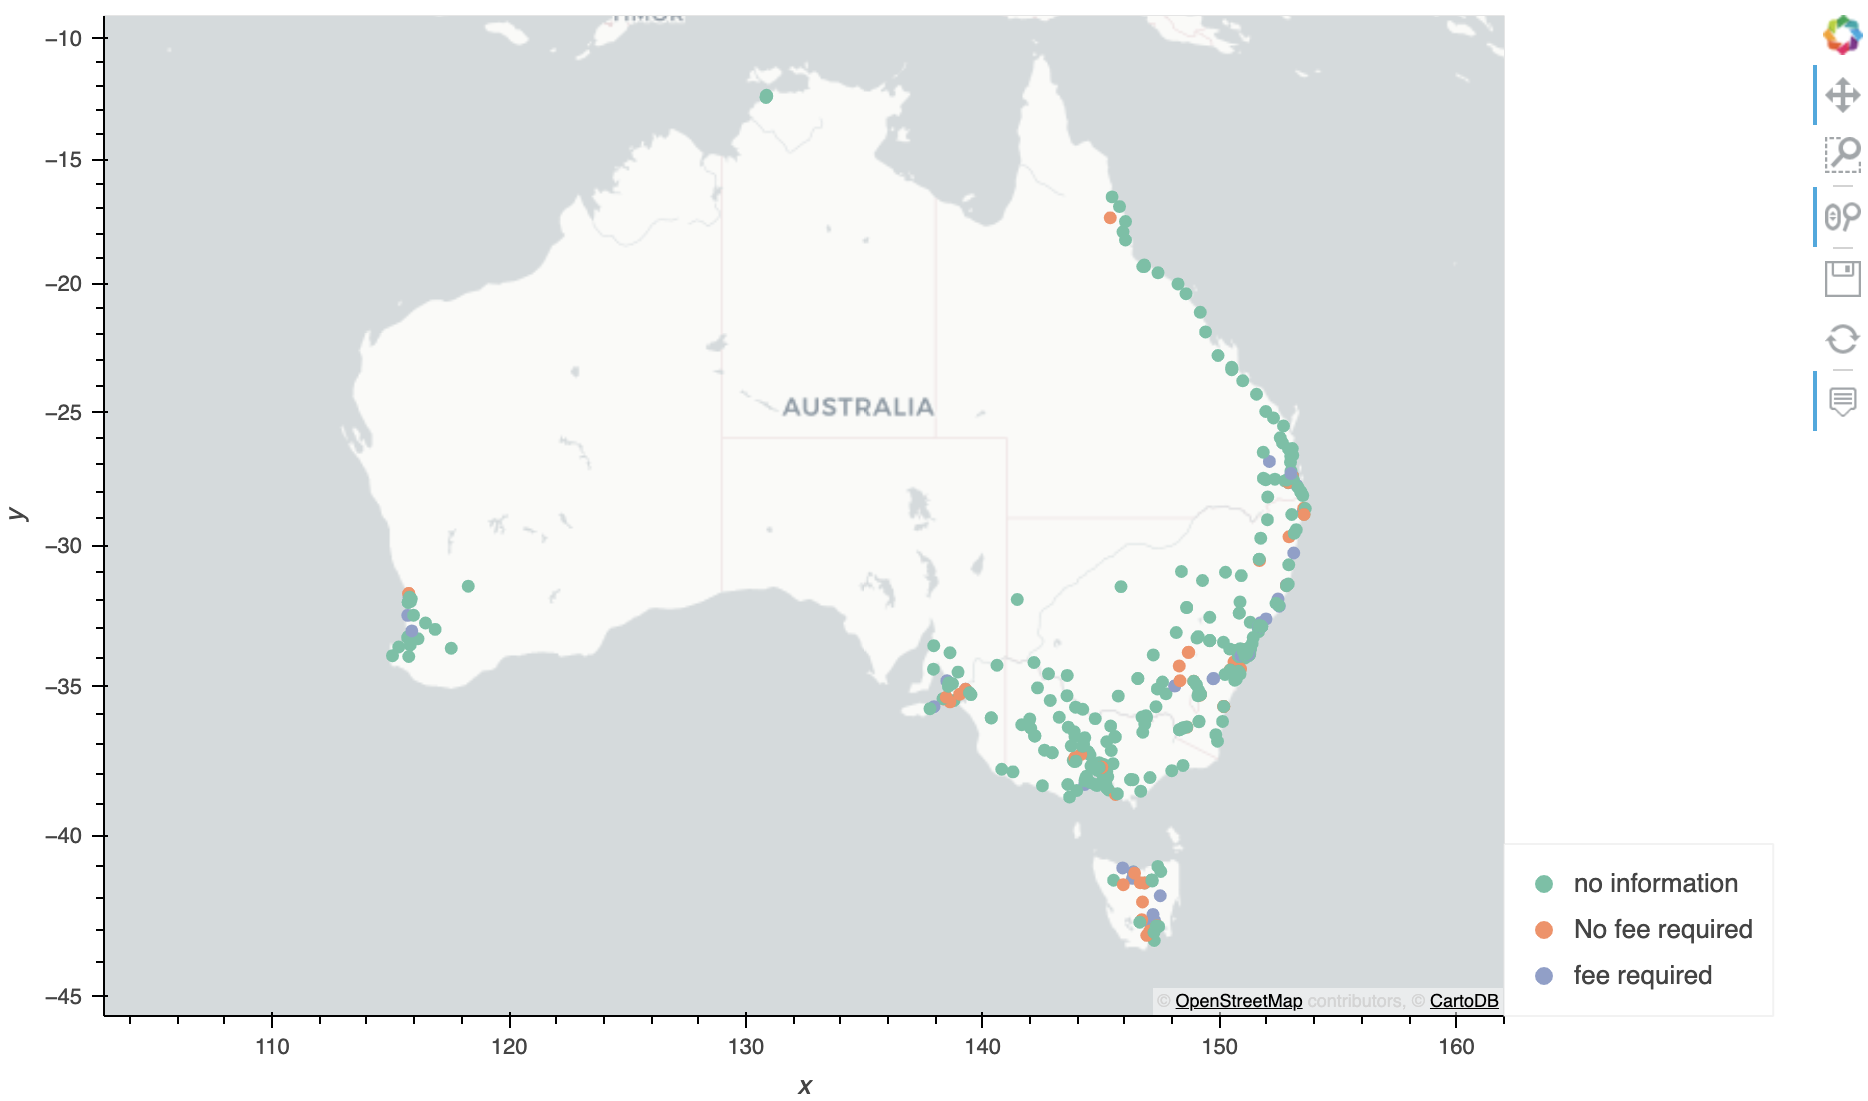 TIMOR
−10
−15
−20
−25
−30
−35
−40
−45
y
AUSTRALIA
no information
No fee required
fee required
© OpenStreetMap contributors, © CartoDB
110
120
130
140
150
160
x